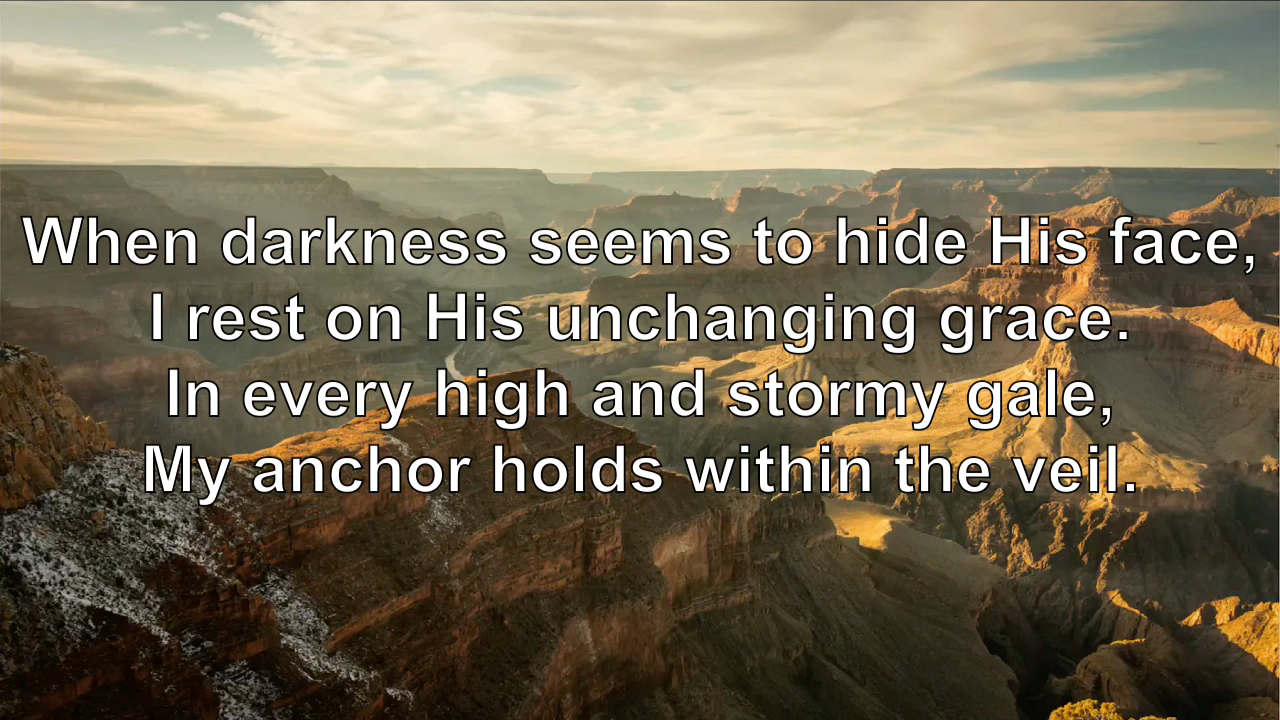 When darkness seems to hide His face,
I rest on His unchanging grace.
In every high and stormy gale,
My anchor holds within the veil.